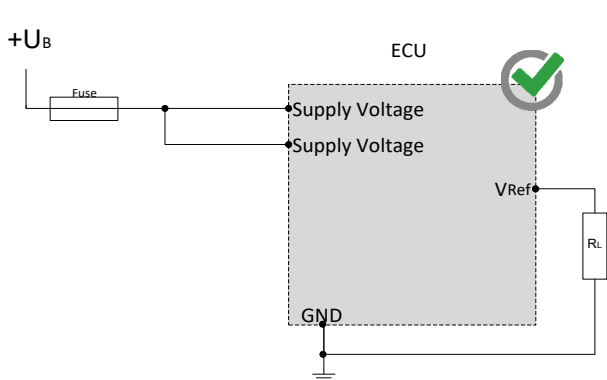 +UB
ECU
Fuse
Supply Voltage
Supply Voltage
VRef
RL
GND